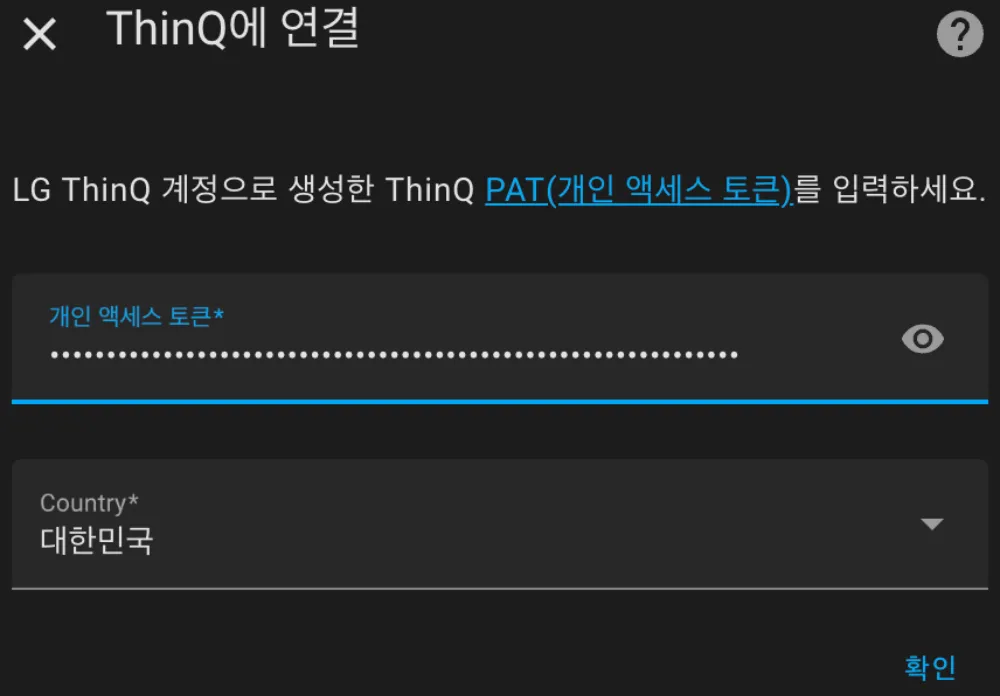 ThinQ에 연결
LG ThinQ 계정으로 생성한 ThinQ PAT(개인 액세스 토큰)를 입력하세요.
개인 액세스 토큰*
Country*
대한민국
확인